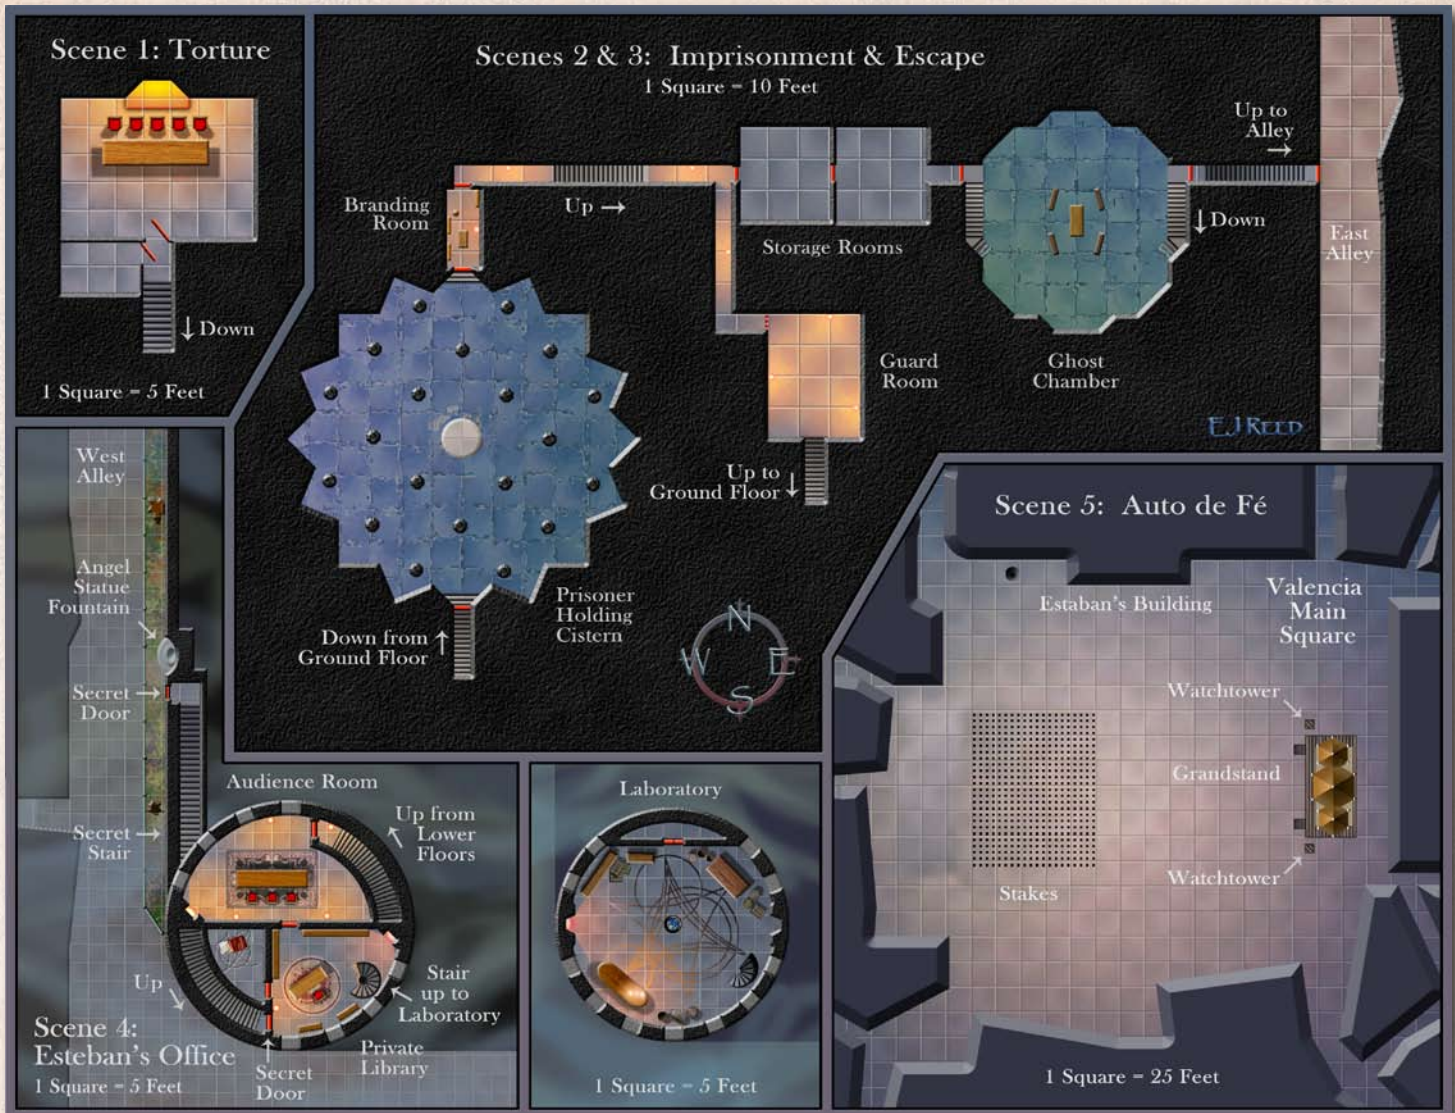 Scene 1: Torture
↓ Down
1 Square = 5 Feet
Scenes 2 & 3: Imprisonment & Escape
1 Square = 10 Feet
Up to
Alley
→
Branding
Room
Up →
Storage Rooms
↓ Down
East
Alley
Guard
Room
Ghost
Chamber
EJ REED
Up to
Ground Floor ↓
Prisoner
Holding
Cistern
Down from
Ground Floor ↑
N
W E
S
West
Alley
Angel
Statue
Fountain
Secret
Door →
Secret
Stair →
Audience Room
Up from
Lower
Floors
Up
Stair
up to
Laboratory
Private
Library
Secret
Door
Scene 4:
Esteban's Office
1 Square = 5 Feet
Laboratory
1 Square = 5 Feet
Scene 5: Auto de Fé
Estaban's Building
Valencia
Main
Square
Watchtower
Grandstand
Watchtower
Stakes
1 Square = 25 Feet